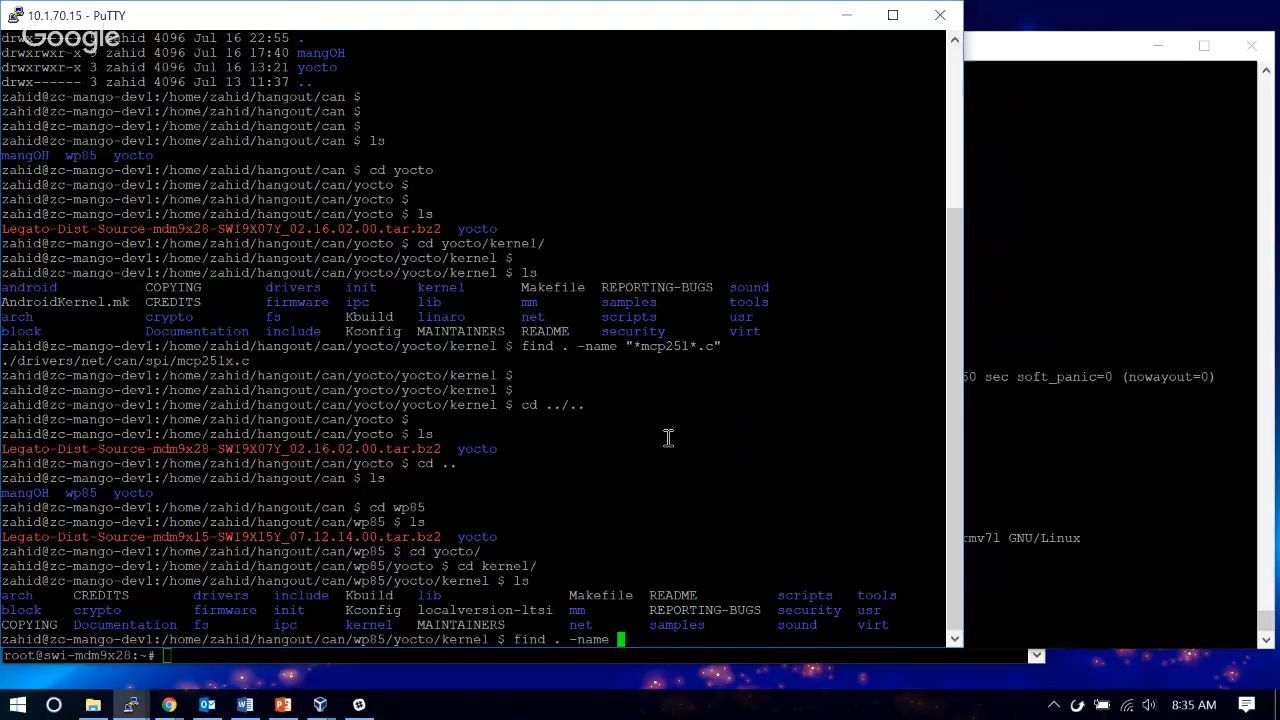 10.1.70.15 - PuTTY
Google
drwxrwxr-x 5 zahid 4096 Jul 16 22:55 .
drwxrwxr-x 3 zahid 4096 Jul 16 17:40 mangOH
drwxrwxr-x 3 zahid 4096 Jul 16 13:21 yocto
drwx------ 3 zahid 4096 Jul 13 11:37 ..
zahid@zc-mango-dev1:/home/zahid/hangout/can $
zahid@zc-mango-dev1:/home/zahid/hangout/can $
zahid@zc-mango-dev1:/home/zahid/hangout/can $
zahid@zc-mango-dev1:/home/zahid/hangout/can $ ls
mangOH  wp85  yocto
zahid@zc-mango-dev1:/home/zahid/hangout/can $ cd yocto
zahid@zc-mango-dev1:/home/zahid/hangout/can/yocto $
zahid@zc-mango-dev1:/home/zahid/hangout/can/yocto $
zahid@zc-mango-dev1:/home/zahid/hangout/can/yocto $ ls
Legato-Dist-Source-mdm9x28-SWI9X07Y_02.16.02.00.tar.bz2  yocto
zahid@zc-mango-dev1:/home/zahid/hangout/can/yocto $ cd yocto/kernel/
zahid@zc-mango-dev1:/home/zahid/hangout/can/yocto/yocto/kernel $
zahid@zc-mango-dev1:/home/zahid/hangout/can/yocto/yocto/kernel $ ls
android  COPYING  drivers  init  kernel  Makefile  REPORTING-BUGS  sound
AndroidKernel.mk  CREDITS  firmware  ipc  lib  mm  samples  tools
arch  crypto  fs  Kbuild  linaro  net  scripts  usr
block  Documentation  include  Kconfig  MAINTAINERS  README  security  virt
zahid@zc-mango-dev1:/home/zahid/hangout/can/yocto/yocto/kernel $ find . -name "*mcp251*.c"
./drivers/net/can/spi/mcp251x.c
zahid@zc-mango-dev1:/home/zahid/hangout/can/yocto/yocto/kernel $
zahid@zc-mango-dev1:/home/zahid/hangout/can/yocto/yocto/kernel $
zahid@zc-mango-dev1:/home/zahid/hangout/can/yocto/yocto/kernel $ cd ../..
zahid@zc-mango-dev1:/home/zahid/hangout/can/yocto $
zahid@zc-mango-dev1:/home/zahid/hangout/can/yocto $ ls
Legato-Dist-Source-mdm9x28-SWI9X07Y_02.16.02.00.tar.bz2  yocto
zahid@zc-mango-dev1:/home/zahid/hangout/can/yocto $ cd ..
zahid@zc-mango-dev1:/home/zahid/hangout/can $ ls
mangOH  wp85  yocto
zahid@zc-mango-dev1:/home/zahid/hangout/can $ cd wp85
zahid@zc-mango-dev1:/home/zahid/hangout/can/wp85 $ ls
Legato-Dist-Source-mdm9x15-SWI9X15Y_07.12.14.00.tar.bz2  yocto
zahid@zc-mango-dev1:/home/zahid/hangout/can/wp85 $ cd yocto/
zahid@zc-mango-dev1:/home/zahid/hangout/can/wp85/yocto $ cd kernel/
zahid@zc-mango-dev1:/home/zahid/hangout/can/wp85/yocto/kernel $ ls
arch  CREDITS  drivers  include  Kbuild  lib  Makefile  README  scripts  tools
block  crypto  firmware  init  Kconfig  localversion-ltsi  mm  REPORTING-BUGS  security  usr
COPYING  Documentation  fs  ipc  kernel  MAINTAINERS  net  samples  sound  virt
zahid@zc-mango-dev1:/home/zahid/hangout/can/wp85/yocto/kernel $ find . -name
60 sec soft_panic=0 (nowayout=0)
rmv7l GNU/Linux
root@swi-mdm9x28:~#
8:35 AM